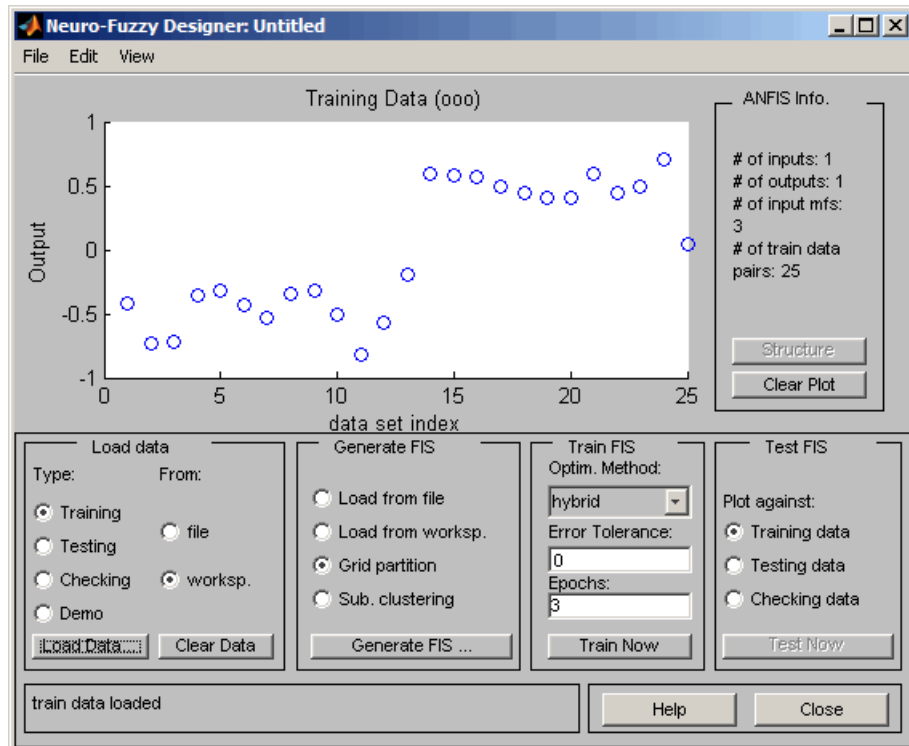 Neuro-Fuzzy Designer: Untitled
File Edit View
Training Data (ooo)
1
0.5
0
-0.5
-1
Output
0 5 10 15 20 25
data set index
ANFIS Info.
# of inputs: 1
# of outputs: 1
# of input mfs:
3
# of train data
pairs: 25
Structure
Clear Plot
Load data
Type: From:
Training
Testing
Checking
Demo
file
worksp.
Load Data...
Clear Data
Generate FIS
Load from file
Load from worksp.
Grid partition
Sub. clustering
Generate FIS ...
Train FIS
Optim. Method:
hybrid
Error Tolerance:
0
Epochs:
3
Train Now
Test FIS
Plot against:
Training data
Testing data
Checking data
Test Now
train data loaded
Help
Close